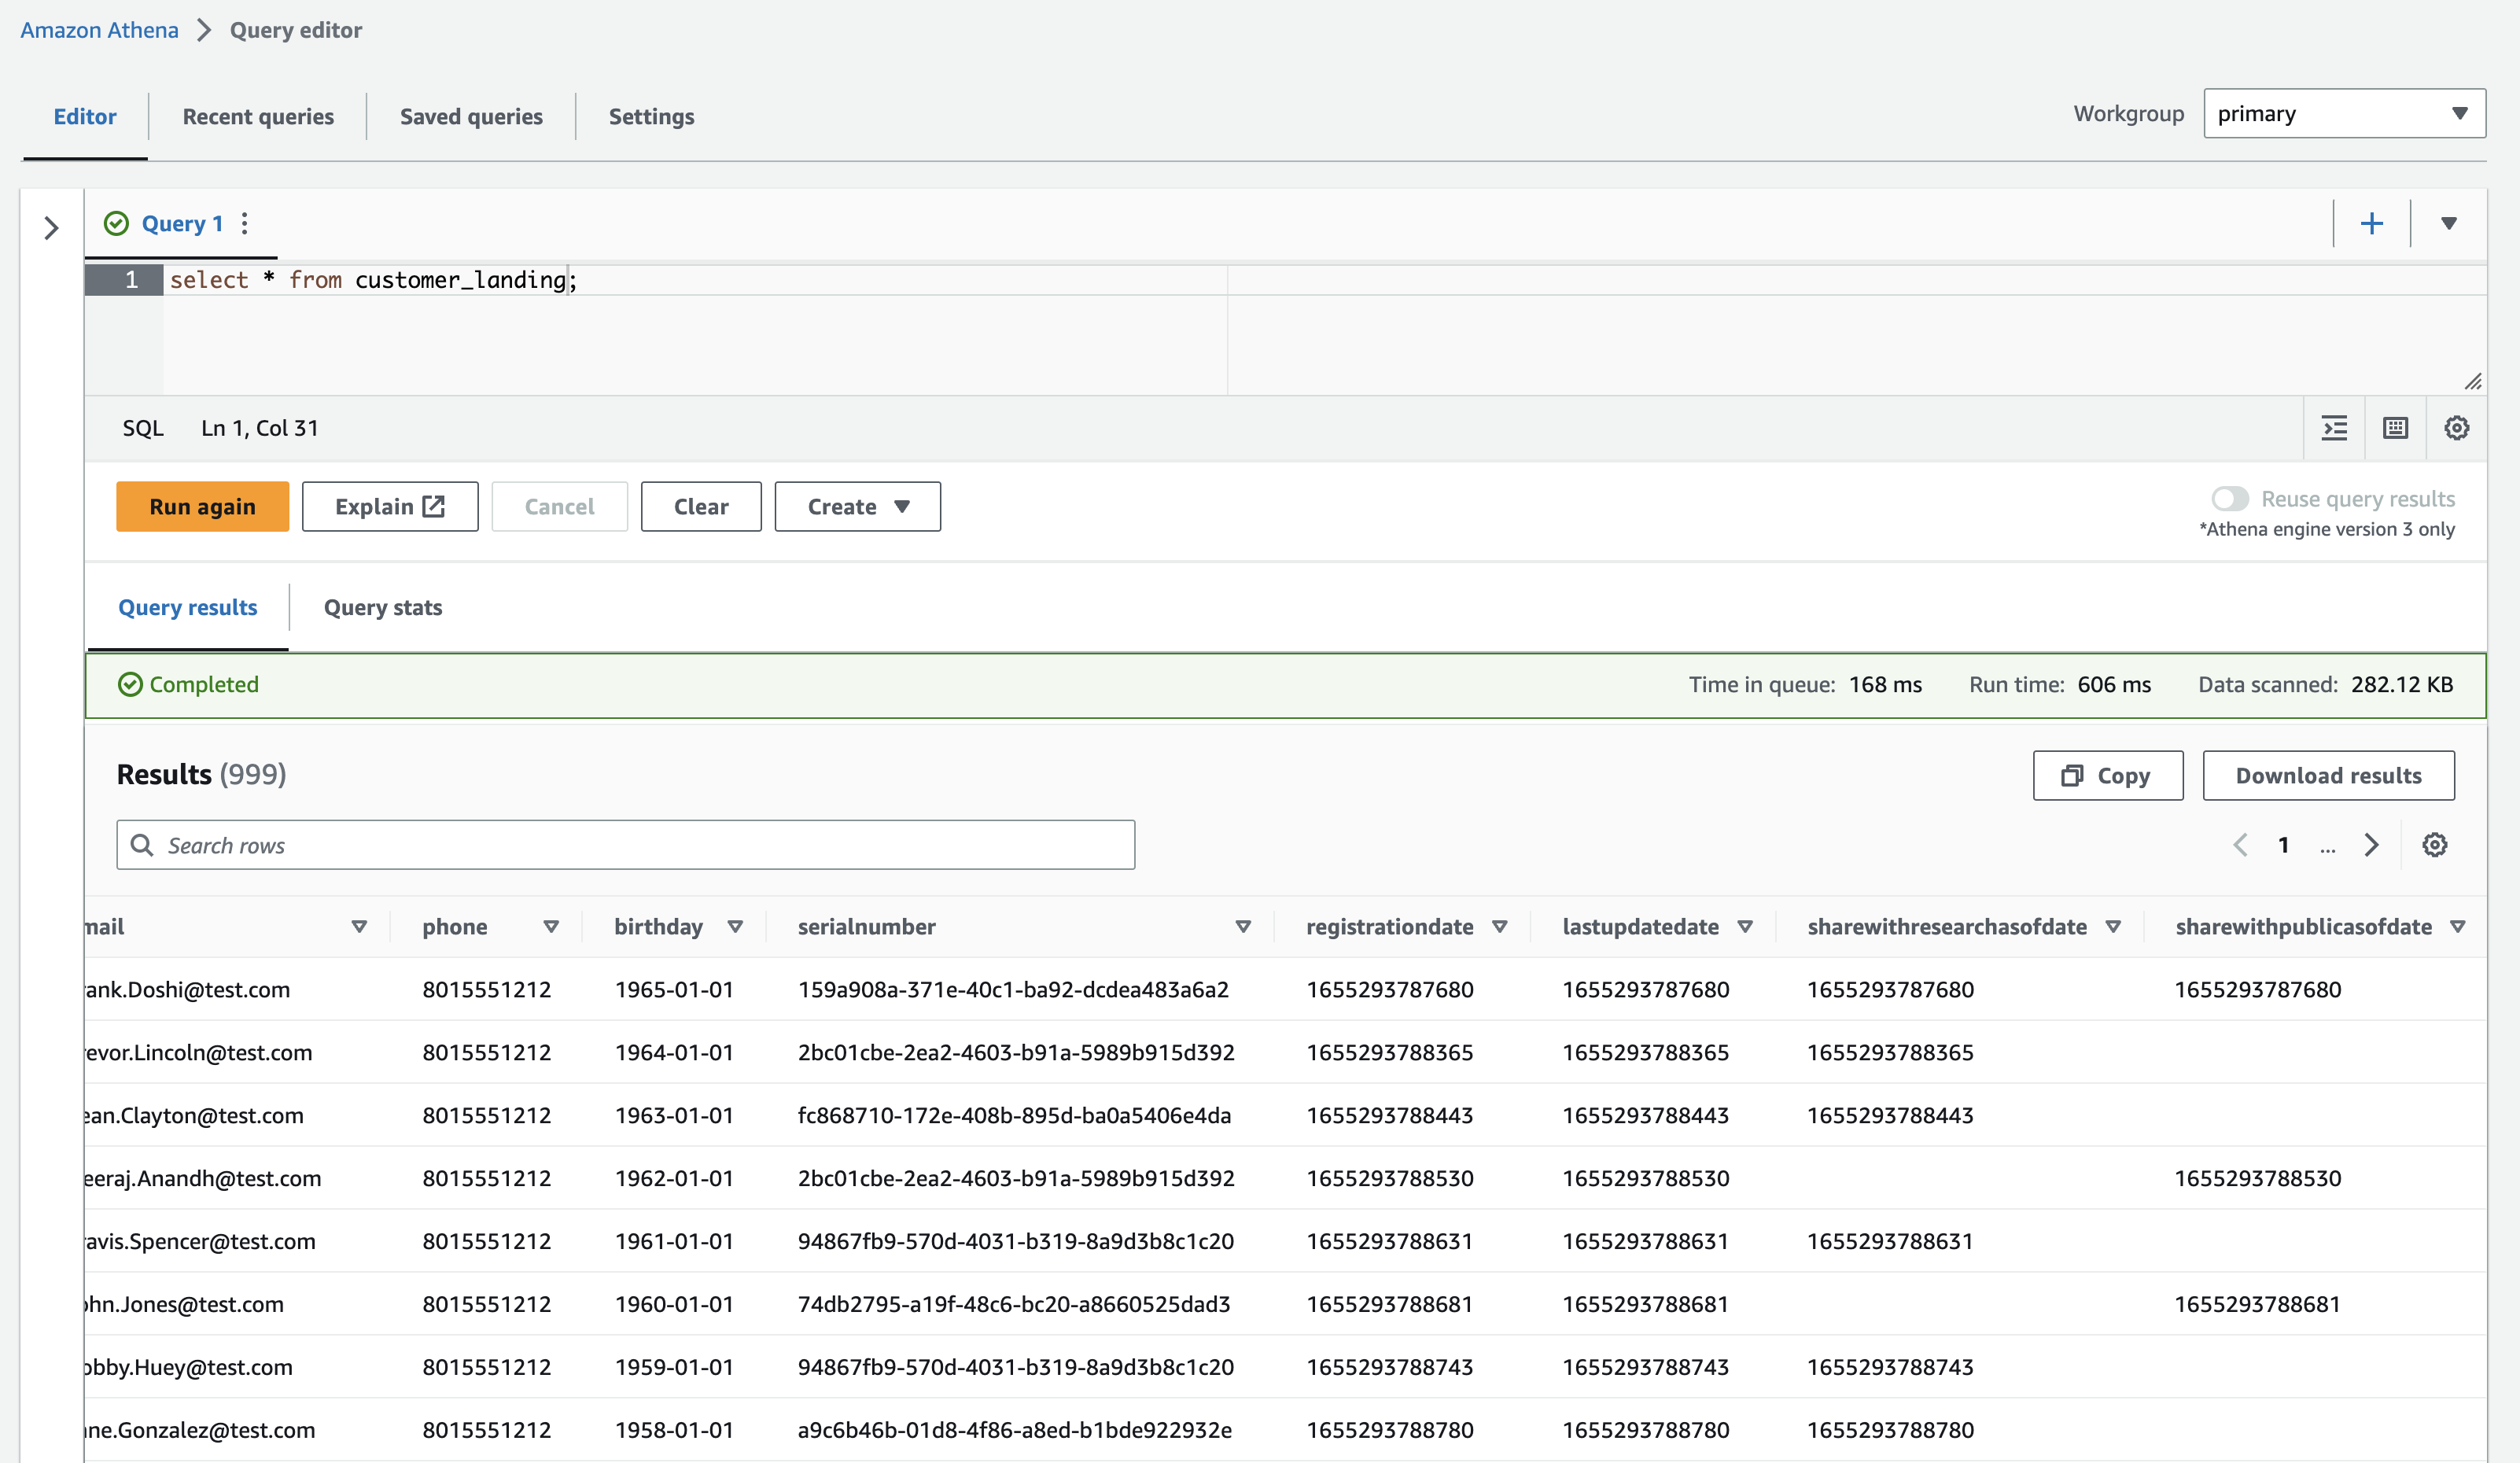 Amazon Athena > Query editor
Editor Recent queries Saved queries Settings Workgroup primary
Query 1
1 select * from customer_landing;
SQL Ln 1, Col 31
Run again Explain Cancel Clear Create Reuse query results
*Athena engine version 3 only
Query results Query stats
Completed Time in queue: 168 ms Run time: 606 ms Data scanned: 282.12 KB
Results (999) Copy Download results
Search rows 1 ...
mail phone birthday serialnumber registrationdate lastupdatedate sharewithresearchasofdate sharewithpublicasofdate
ank.Doshi@test.com 8015551212 1965-01-01 159a908a-371e-40c1-ba92-dcdea483a6a2 1655293787680 1655293787680 1655293787680 1655293787680
revor.Lincoln@test.com 8015551212 1964-01-01 2bc01cbe-2ea2-4603-b91a-5989b915d392 1655293788365 1655293788365 1655293788365
ean.Clayton@test.com 8015551212 1963-01-01 fc868710-172e-408b-895d-ba0a5406e4da 1655293788443 1655293788443 1655293788443
eeraj.Anandh@test.com 8015551212 1962-01-01 2bc01cbe-2ea2-4603-b91a-5989b915d392 1655293788530 1655293788530 1655293788530
ravis.Spencer@test.com 8015551212 1961-01-01 94867fb9-570d-4031-b319-8a9d3b8c1c20 1655293788631 1655293788631 1655293788631
ohn.Jones@test.com 8015551212 1960-01-01 74db2795-a19f-48c6-bc20-a8660525dad3 1655293788681 1655293788681 1655293788681
obby.Huey@test.com 8015551212 1959-01-01 94867fb9-570d-4031-b319-8a9d3b8c1c20 1655293788743 1655293788743 1655293788743
ne.Gonzalez@test.com 8015551212 1958-01-01 a9c6b46b-01d8-4f86-a8ed-b1bde922932e 1655293788780 1655293788780 1655293788780